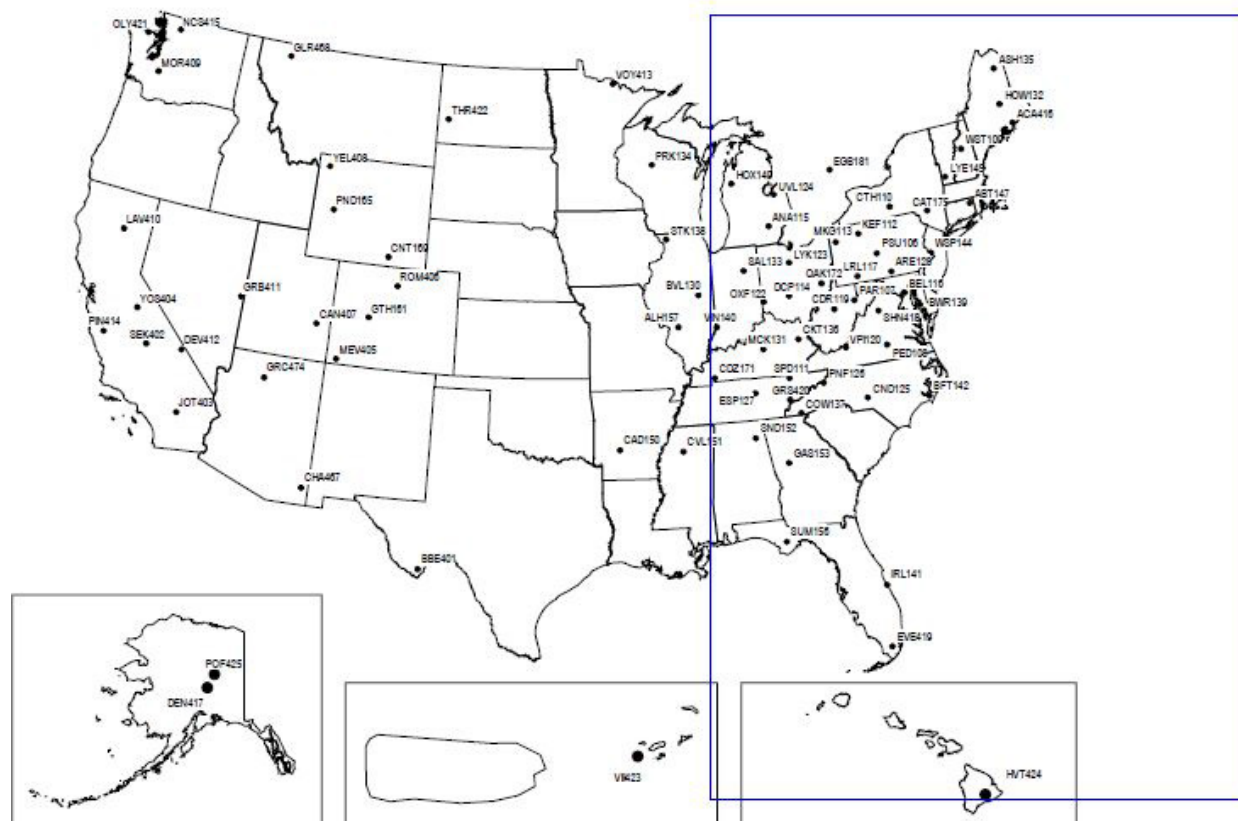 OLY421
NCS415
MOR409
GLR468
VOY413
ASH135
HOW132
ACA416
THR422
WST109
YEL408
PRK134
EGB181
HOX148
LYE145
UVL124
PND165
CTH110
CAT175
ABT147
LAV410
ANA115
KEF112
STK138
MKG113
PSU106
WSP144
CNT169
SAL133
LYK123
ARE128
ROM406
QAK172
LRL117
BEL116
GRB411
BVL130
OXF122
DCP114
PAR107
YOS404
CDR119
BWR139
GTH161
SHN418
PIN414
CAN407
ALH157
VIN140
CKT136
SEK402
DEV412
MCK131
VPI120
PED108
MEV405
GRC474
CDZ171
SPD111
PNF126
ESP127
GRS420
CND125
BFT142
JOT403
COW137
CAD150
CVL151
SND152
GAS153
CHA467
SUM156
BBE401
IRL141
EVE419
POF425
DEN417
VII423
HVT424